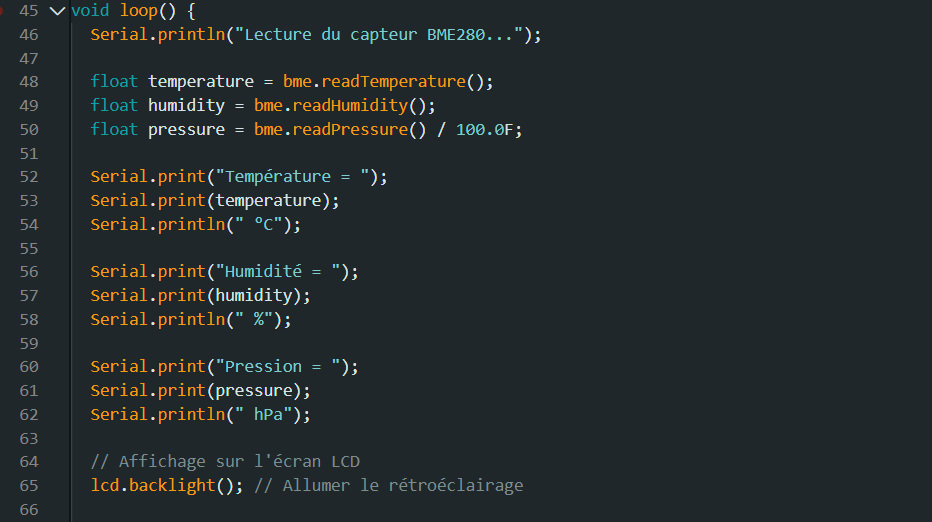 45 void loop() {
46 Serial.println("Lecture du capteur BME280...");
47
48 float temperature = bme.readTemperature();
49 float humidity = bme.readHumidity();
50 float pressure = bme.readPressure() / 100.0F;
51
52 Serial.print("Température = ");
53 Serial.print(temperature);
54 Serial.println(" °C");
55
56 Serial.print("Humidité = ");
57 Serial.print(humidity);
58 Serial.println(" %");
59
60 Serial.print("Pression = ");
61 Serial.print(pressure);
62 Serial.println(" hPa");
63
64 // Affichage sur l'écran LCD
65 lcd.backlight(); // Allumer le rétroéclairage
66